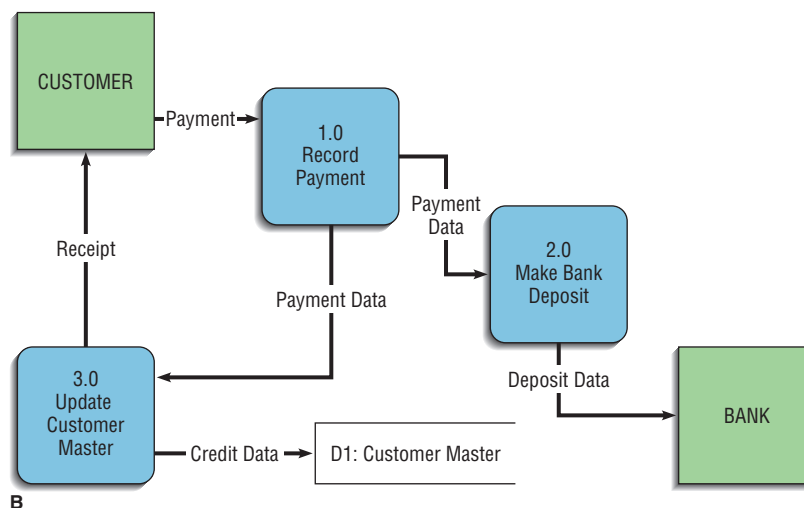 CUSTOMER
Payment
1.0
Record
Payment
Payment
Data
2.0
Make Bank
Deposit
Receipt
Payment Data
3.0
Update
Customer
Master
Deposit Data
BANK
Credit Data
D1: Customer Master
B